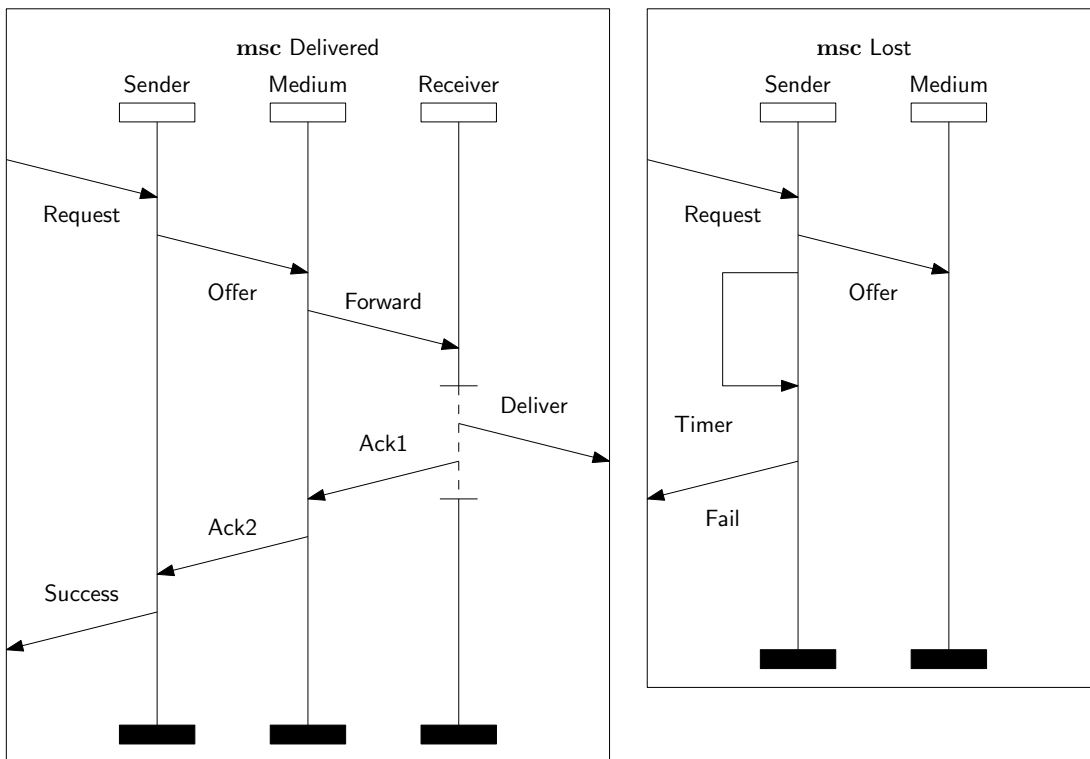 msc Delivered
Sender Medium Receiver
Request
Offer
Forward
Deliver
Ack1
Ack2
Success
msc Lost
Sender Medium
Request
Offer
Timer
Fail